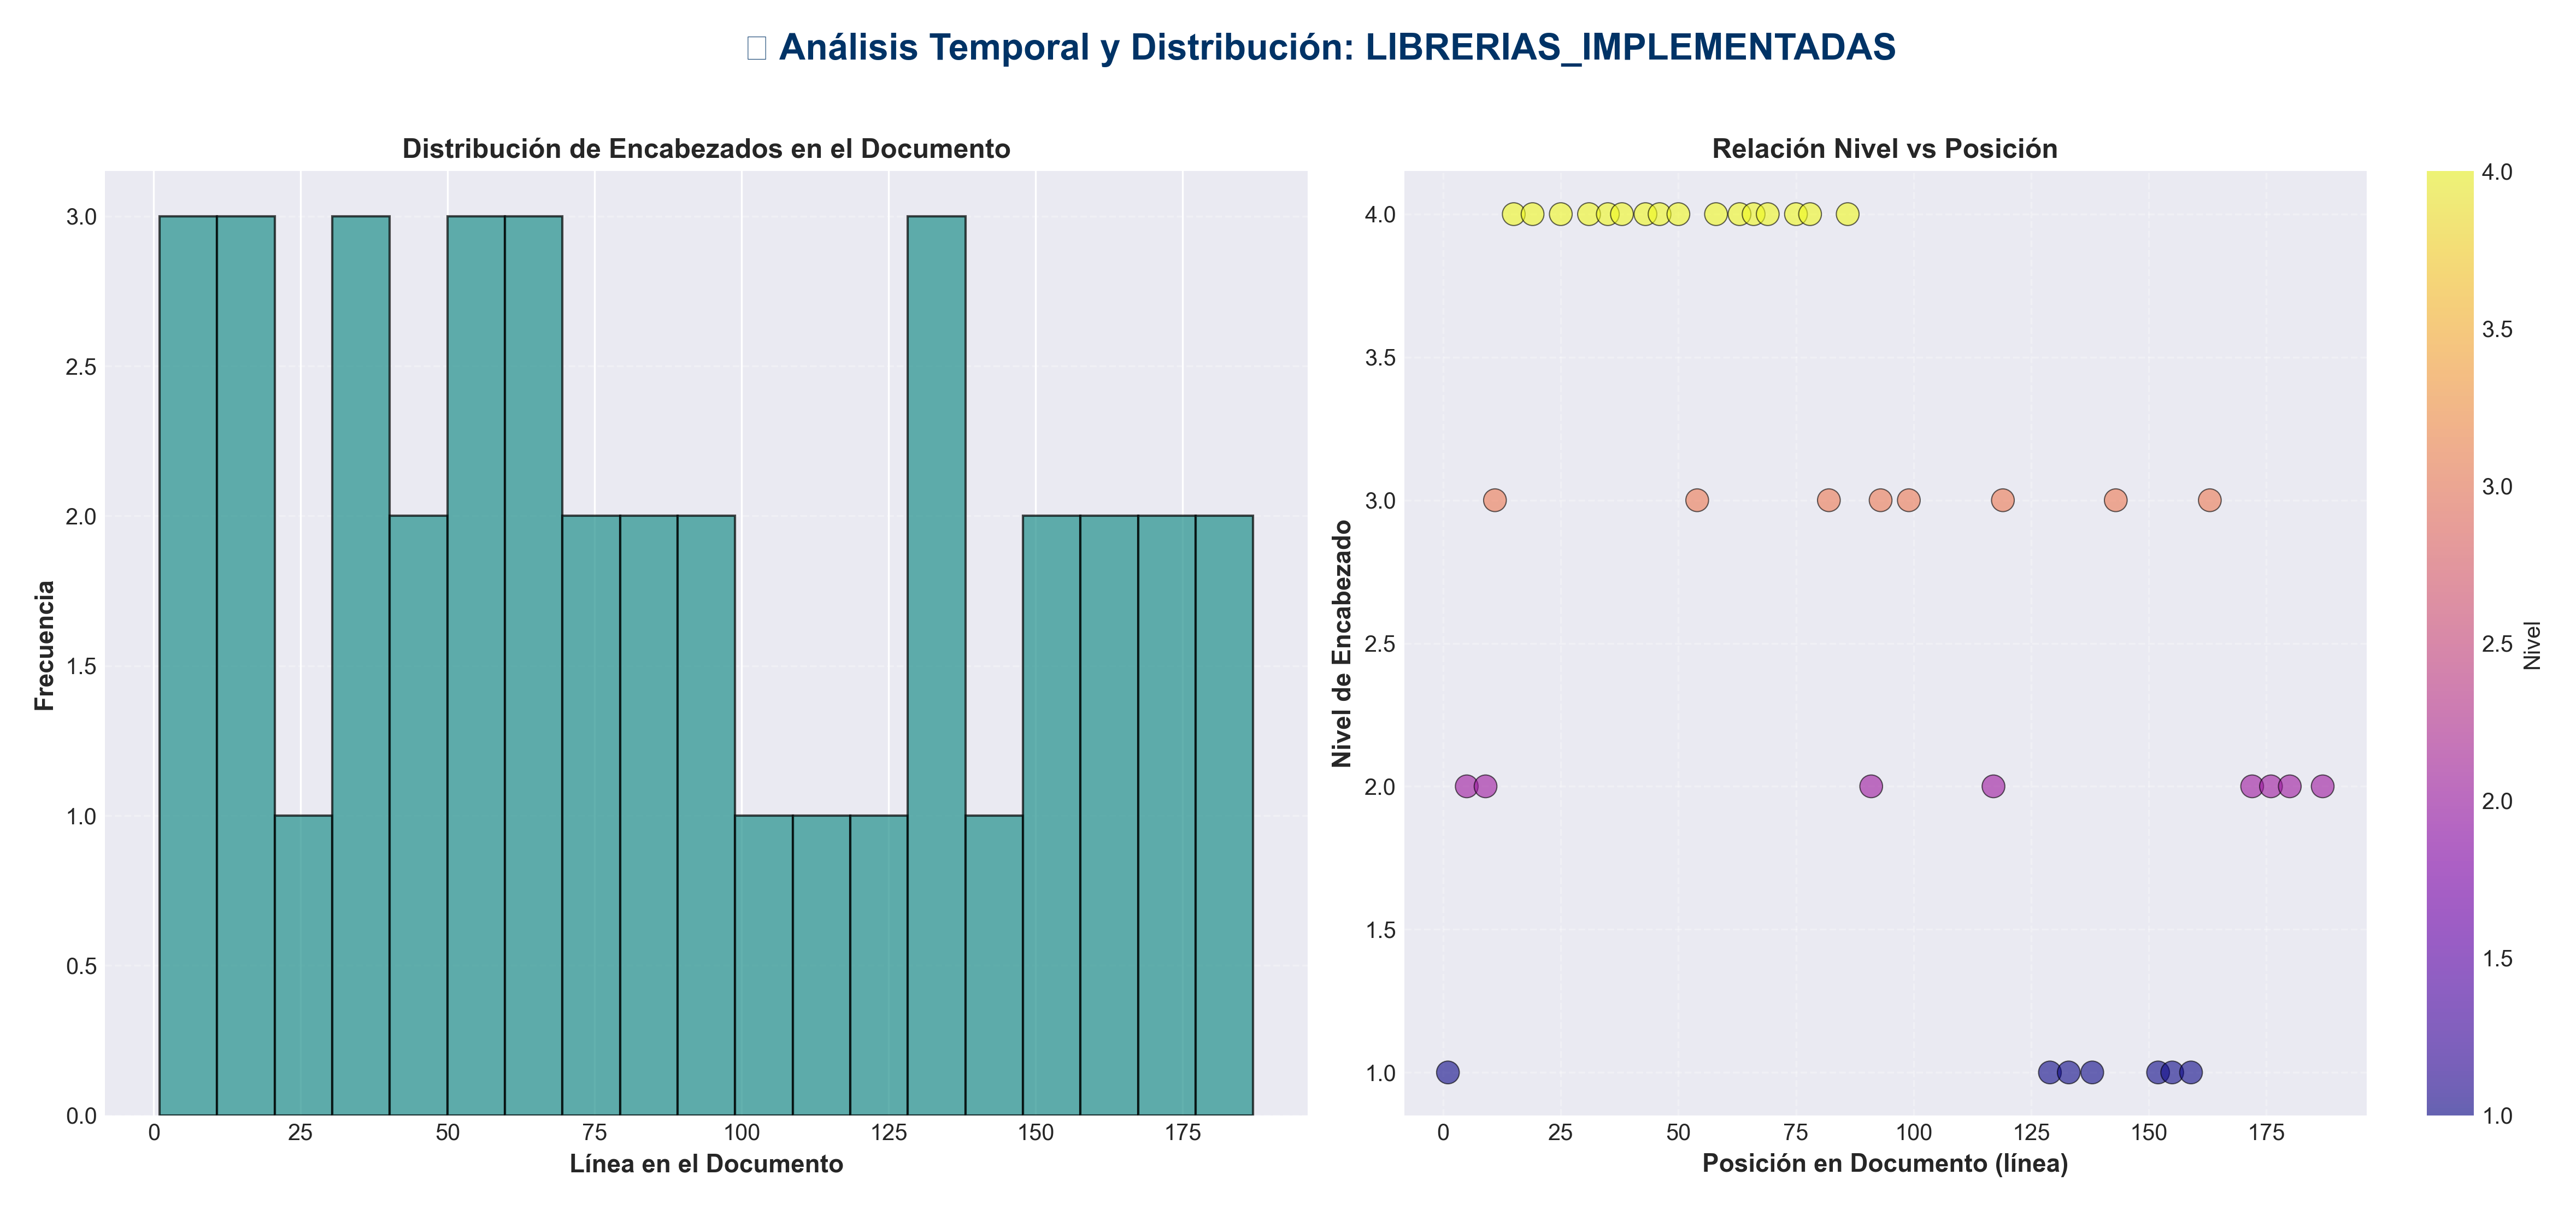 Análisis Temporal y Distribución: LIBRERIAS_IMPLEMENTADAS
Distribución de Encabezados en el Documento
Frecuencia
3.0
2.5
2.0
1.5
1.0
0.5
0.0
0 25 50 75 100 125 150 175
Línea en el Documento
Relación Nivel vs Posición
Nivel de Encabezado
4.0
3.5
3.0
2.5
2.0
1.5
1.0
0 25 50 75 100 125 150 175
Posición en Documento (línea)
4.0
3.5
3.0
2.5
2.0
1.5
1.0
Nivel